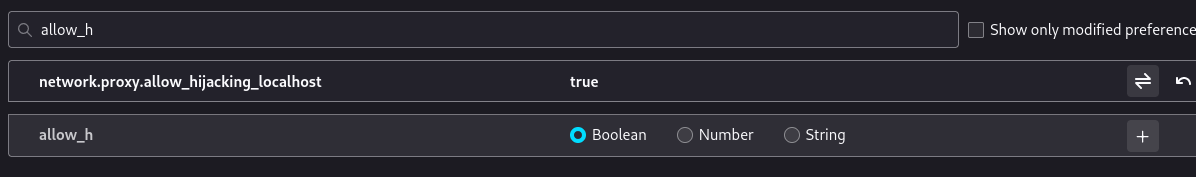 allow_h
Show only modified preference
network.proxy.allow_hijacking_localhost true
allow_h Boolean Number String